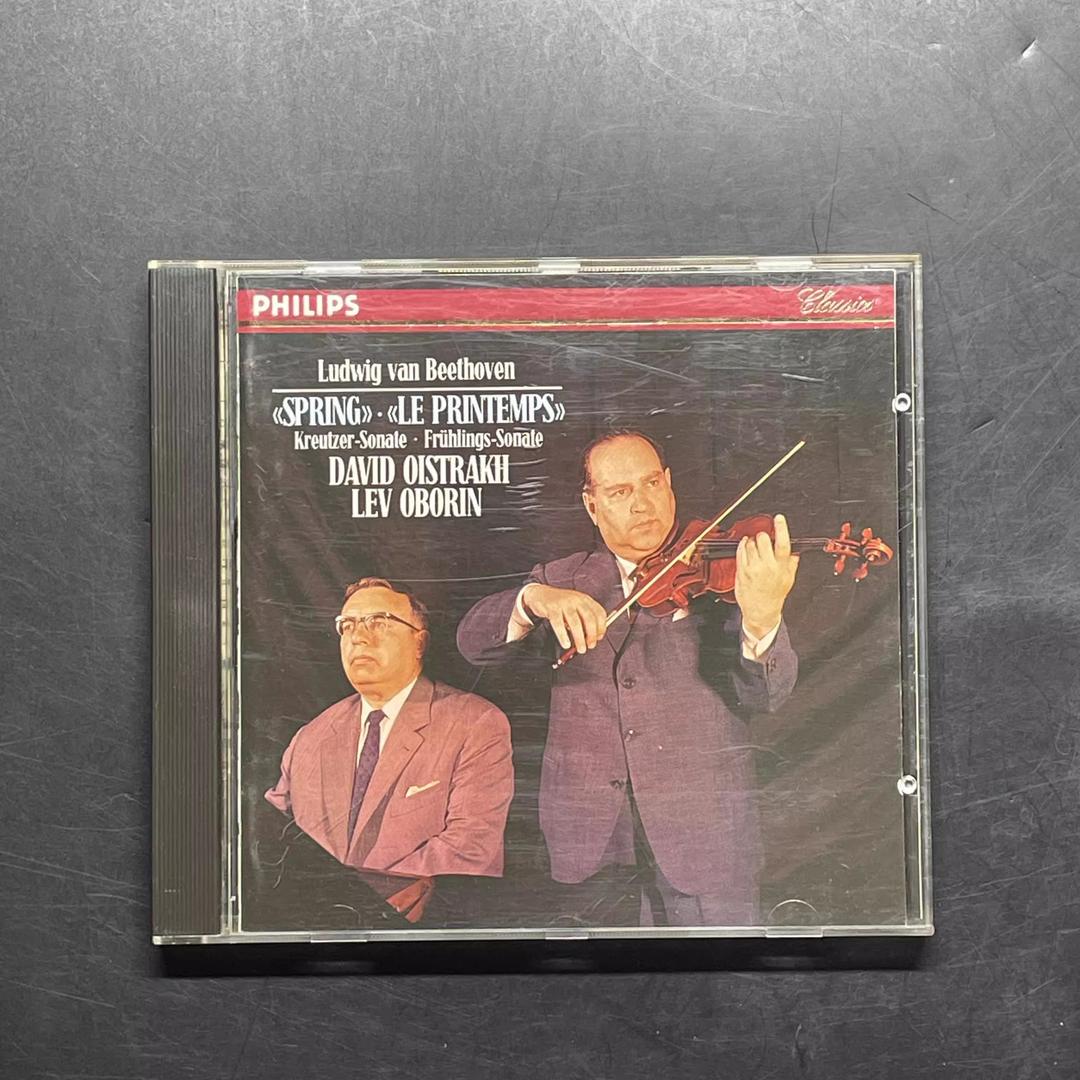 PHILIPS Classics
Ludwig van Beethoven
«SPRING» · «LE PRINTEMPS»
Kreutzer-Sonate · Frühlings-Sonate
DAVID OISTRAKH
LEV OBORIN